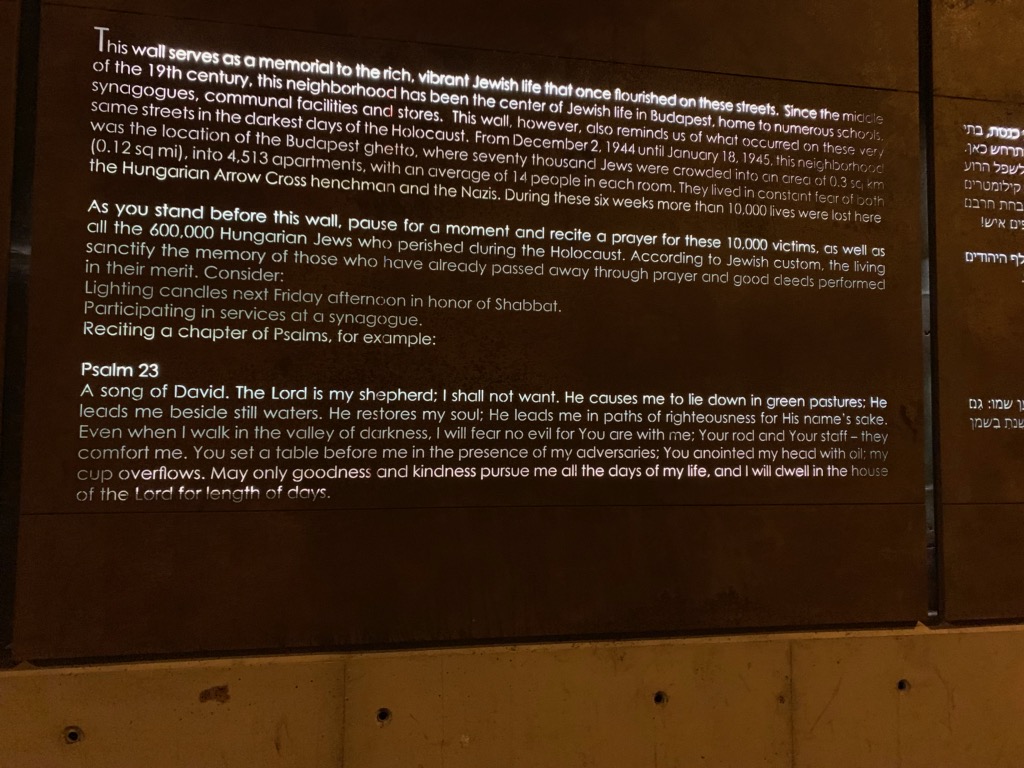 This wall serves as a memorial to the rich, vibrant Jewish life that once flourished on these streets. Since the middle
of the 19th century, this neighborhood has been the center of Jewish life in Budapest, home to numerous schools,
synagogues, communal facilities and stores. This wall, however, also reminds us of what occurred on these very
same streets in the darkest days of the Holocaust. From December 2, 1944 until January 18, 1945, this neighborhood
was the location of the Budapest ghetto, where seventy thousand Jews were crowded into an area of 0.3 sq km
(0.12 sq mi), into 4,513 apartments, with an average of 14 people in each room. They lived in constant fear of both
the Hungarian Arrow Cross henchman and the Nazis. During these six weeks more than 10,000 lives were lost here
As you stand before this wall, pause for a moment and recite a prayer for these 10,000 victims, as well as
all the 600,000 Hungarian Jews who perished during the Holocaust. According to Jewish custom, the living
sanctify the memory of those who have already passed away through prayer and good deeds performed
in their merit. Consider:
Lighting candles next Friday afternoon in honor of Shabbat.
Participating in services at a synagogue.
Reciting a chapter of Psalms, for example:
Psalm 23
A song of David. The Lord is my shepherd; I shall not want. He causes me to lie down in green pastures; He
leads me beside still waters. He restores my soul; He leads me in paths of righteousness for His name's sake.
Even when I walk in the valley of darkness, I will fear no evil for You are with me; Your rod and Your staff – they
comfort me. You set a table before me in the presence of my adversaries; You anointed my head with oil; my
cup overflows. May only goodness and kindness pursue me all the days of my life, and I will dwell in the house
of the Lord for length of days.
כנסת, בתי
תרחש כאן.
לשפל הרוע
קילומטרים
בחת חרבם
ים איש!
לף היהודים
ן שמו: גם
שנת בשמן